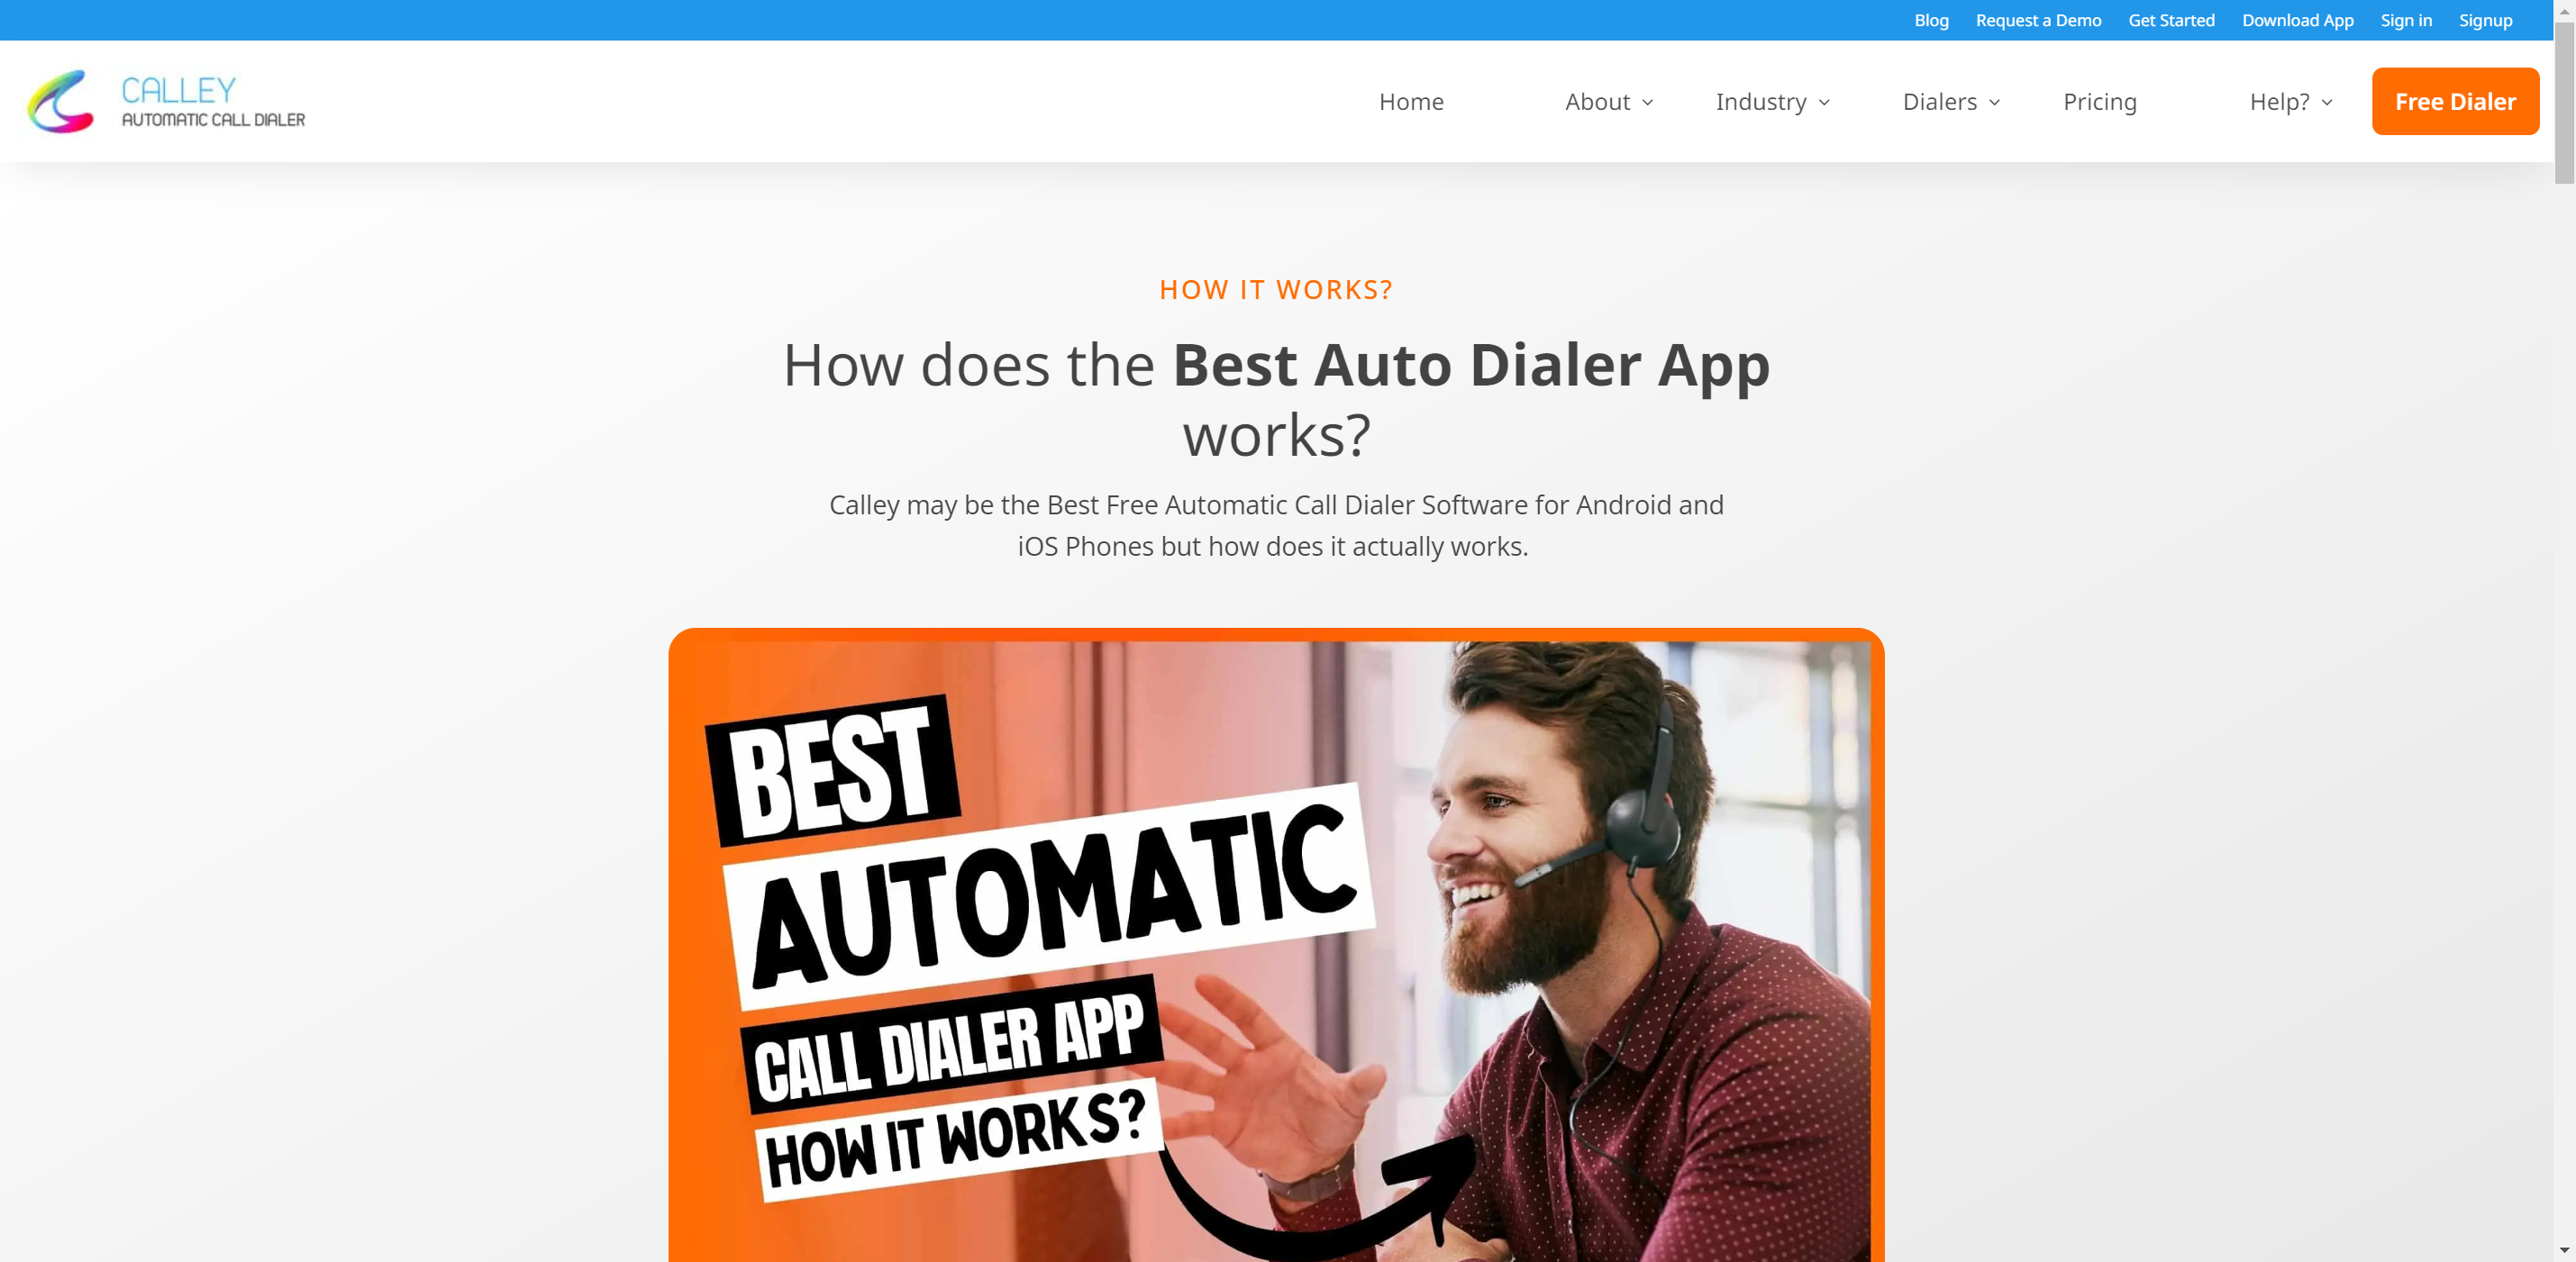 Blog Request a Demo Get Started Download App Sign in Signup
CALLEY
AUTOMATIC CALL DIALER
Home About Industry Dialers Pricing Help? Free Dialer
HOW IT WORKS?
How does the Best Auto Dialer App
works?
Calley may be the Best Free Automatic Call Dialer Software for Android and
iOS Phones but how does it actually works.
BEST
AUTOMATIC
CALL DIALER APP
HOW IT WORKS?